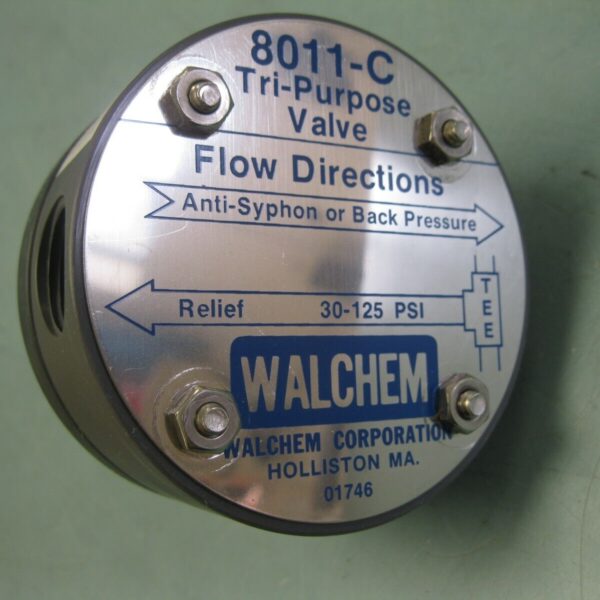 8011-C
Tri-Purpose
Valve
Flow Directions
Anti-Syphon or Back Pressure
Relief 30-125 PSI
TEE
WALCHEM
WALCHEM CORPORATION
HOLLISTON MA.
01746